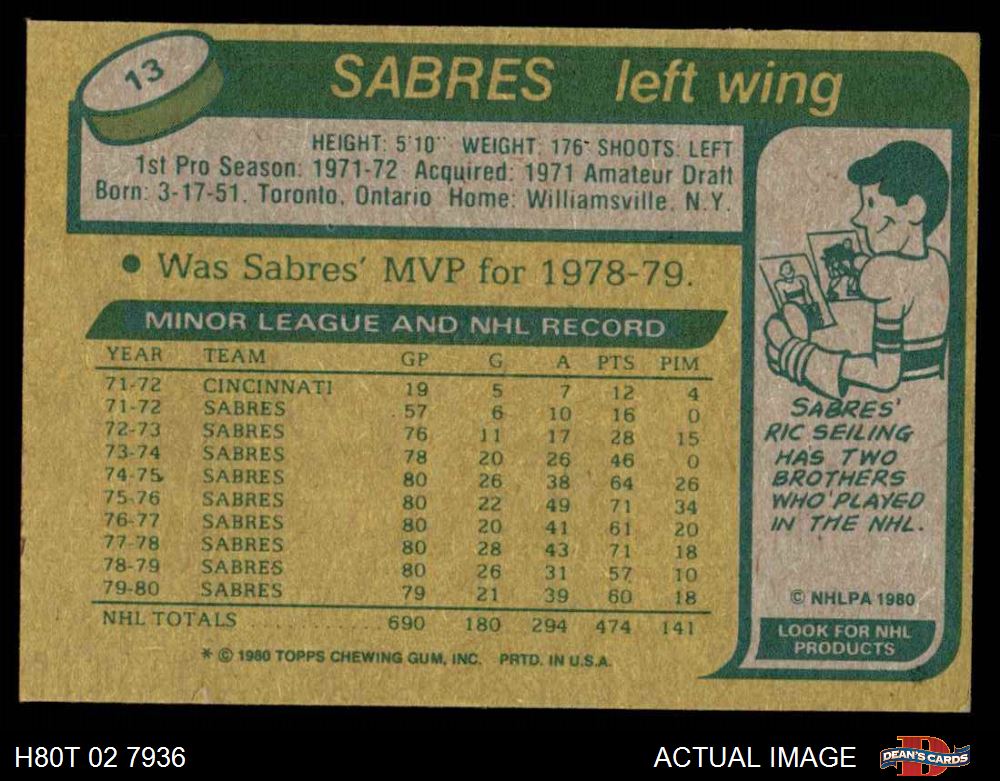 13
SABRES left wing
HEIGHT: 5'10" WEIGHT: 176 SHOOTS: LEFT
1st Pro Season: 1971-72 Acquired: 1971 Amateur Draft
Born: 3-17-51, Toronto, Ontario Home: Williamsville, N.Y.
• Was Sabres' MVP for 1978-79.
MINOR LEAGUE AND NHL RECORD
YEAR TEAM GP G A PTS PIM
71-72 CINCINNATI 19 5 7 12 4
71-72 SABRES 57 6 10 16 0
72-73 SABRES 76 11 17 28 15
73-74 SABRES 78 20 26 46 0
74-75 SABRES 80 26 38 64 26
75-76 SABRES 80 22 49 71 34
76-77 SABRES 80 20 41 61 20
77-78 SABRES 80 28 43 71 18
78-79 SABRES 80 26 31 57 10
79-80 SABRES 79 21 39 60 18
NHL TOTALS .............. 690 180 294 474 141
* © 1980 TOPPS CHEWING GUM, INC. PRTD. IN U.S.A.
SABRES'
RIC SEILING
HAS TWO
BROTHERS
WHO PLAYED
IN THE NHL.
© NHLPA 1980
LOOK FOR NHL
PRODUCTS
H80T 02 7936
ACTUAL IMAGE
DEAN'S CARDS